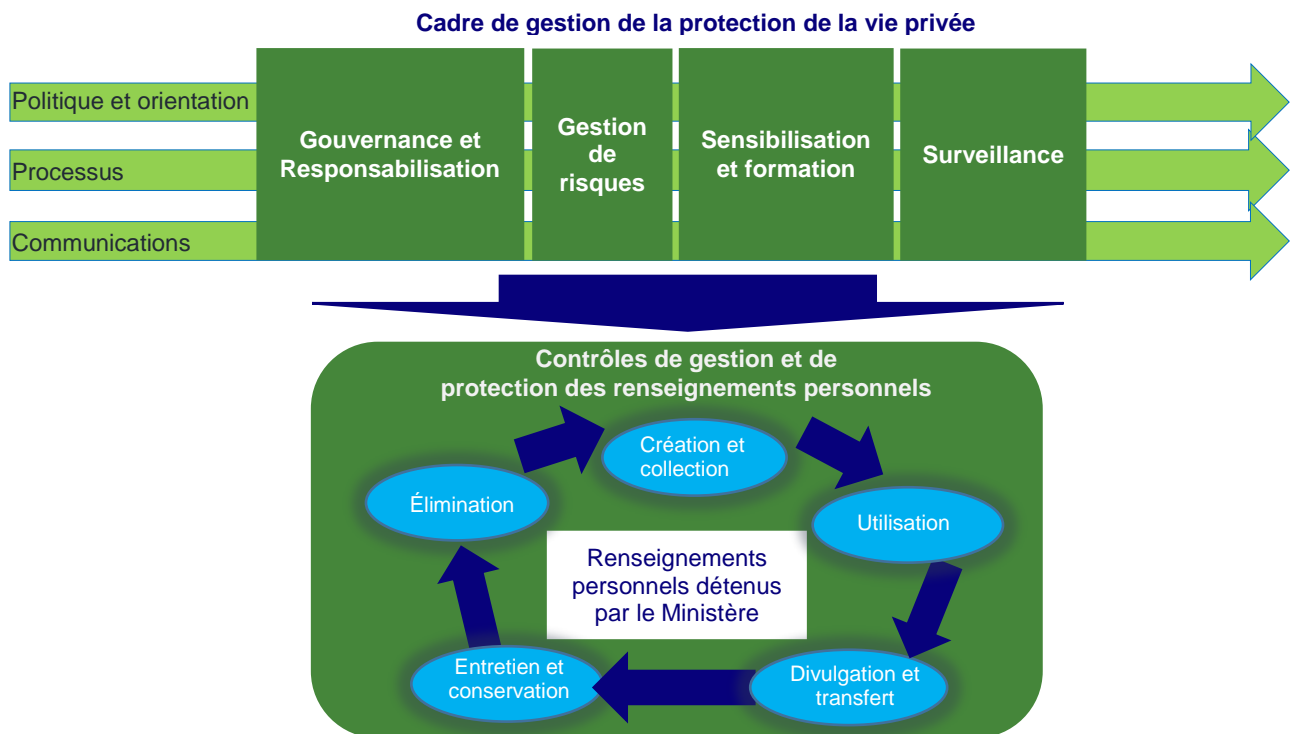 Cadre de gestion de la protection de la vie privée
Politique et orientation
Processus
Communications
Gouvernance et
Responsabilisation
Gestion
de
risques
Sensibilisation
et formation
Surveillance
Contrôles de gestion et de
protection des renseignements personnels
Création et
collection
Utilisation
Divulgation et
transfert
Entretien et
conservation
Élimination
Renseignements
personnels détenus
par le Ministère